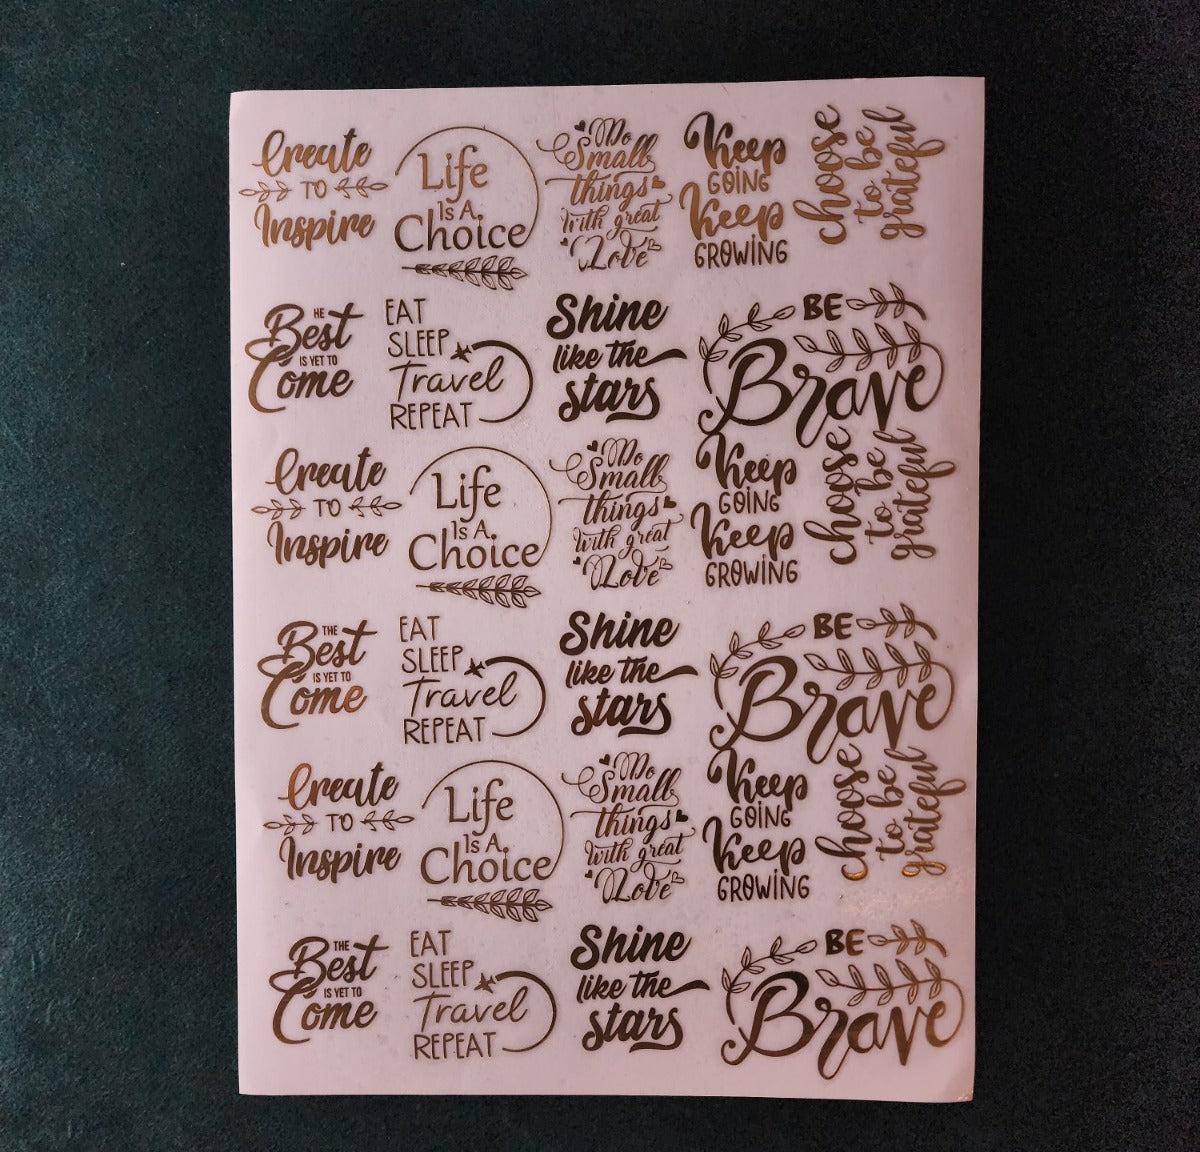 Create
TO
Inspire
Life
Is A
Choice
Do
Small
things
With great
Love
Keep
GOING
Keep
GROWING
choose
to be
grateful
HE
Best
IS YET TO
Come
EAT
SLEEP
Travel
REPEAT
Shine
like the
stars
BE
Brave
Create
TO
Inspire
Life
Is A
Choice
Do
Small
things
With great
Love
Keep
GOING
Keep
GROWING
choose
to be
grateful
THE
Best
IS YET TO
Come
EAT
SLEEP
Travel
REPEAT
Shine
like the
stars
BE
Brave
Create
TO
Inspire
Life
Is A
Choice
Do
Small
things
With great
Love
Keep
GOING
Keep
GROWING
choose
to be
grateful
THE
Best
IS YET TO
Come
EAT
SLEEP
Travel
REPEAT
Shine
like the
stars
BE
Brave